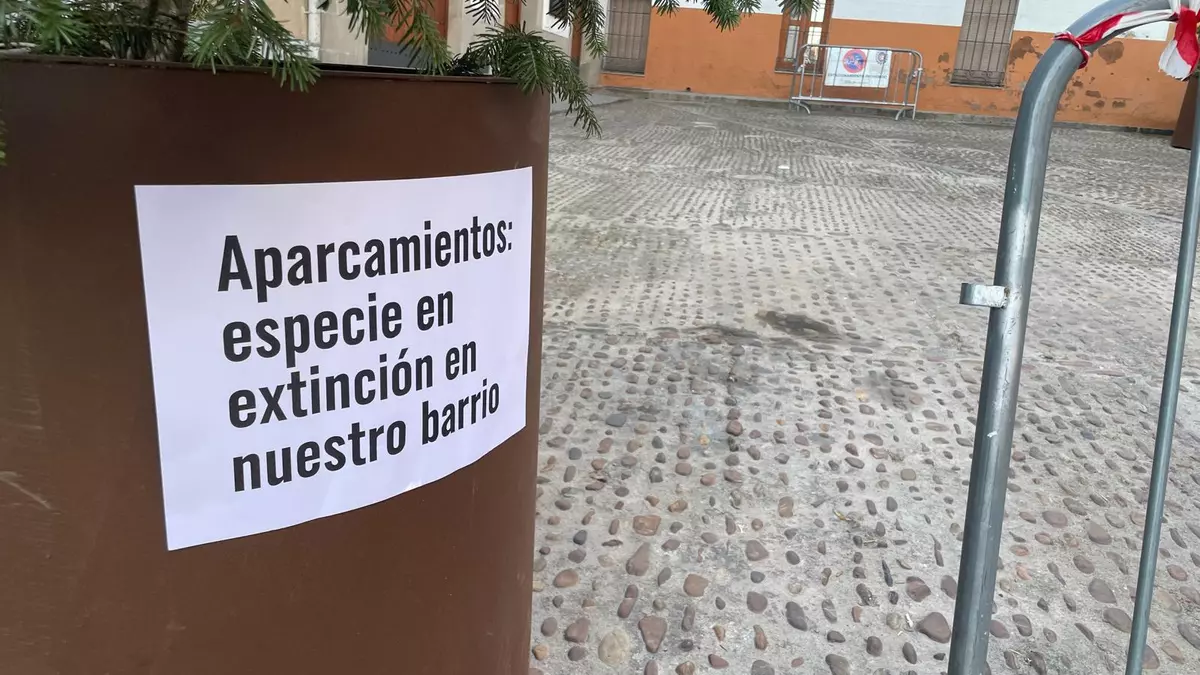 Aparcamientos:
especie en
extinción en
nuestro barrio